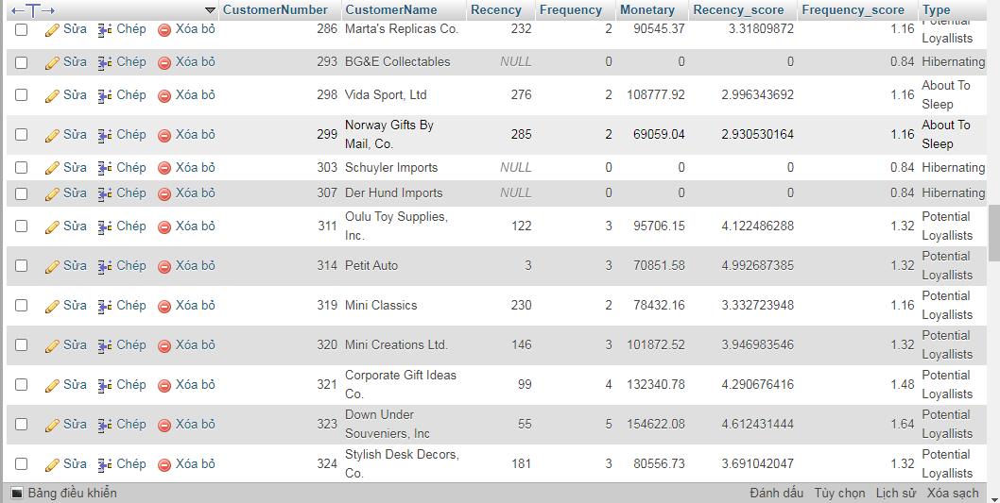 CustomerNumber CustomerName Recency Frequency Monetary Recency_score Frequency_score Type
Sửa Chép Xóa bỏ 286 Marta's Replicas Co. 232 2 90545.37 3.31809872 1.16 Potential
Loyallists
Sửa Chép Xóa bỏ 293 BG&E Collectables NULL 0 0 0 0.84 Hibernating
Sửa Chép Xóa bỏ 298 Vida Sport, Ltd 276 2 108777.92 2.996343692 1.16 About To
Sleep
Sửa Chép Xóa bỏ 299 Norway Gifts By
Mail, Co. 285 2 69059.04 2.930530164 1.16 About To
Sleep
Sửa Chép Xóa bỏ 303 Schuyler Imports NULL 0 0 0 0.84 Hibernating
Sửa Chép Xóa bỏ 307 Der Hund Imports NULL 0 0 0 0.84 Hibernating
Sửa Chép Xóa bỏ 311 Oulu Toy Supplies,
Inc. 122 3 95706.15 4.122486288 1.32 Potential
Loyallists
Sửa Chép Xóa bỏ 314 Petit Auto 3 3 70851.58 4.992687385 1.32 Potential
Loyallists
Sửa Chép Xóa bỏ 319 Mini Classics 230 2 78432.16 3.332723948 1.16 Potential
Loyallists
Sửa Chép Xóa bỏ 320 Mini Creations Ltd. 146 3 101872.52 3.946983546 1.32 Potential
Loyallists
Sửa Chép Xóa bỏ 321 Corporate Gift Ideas
Co. 99 4 132340.78 4.290676416 1.48 Potential
Loyallists
Sửa Chép Xóa bỏ 323 Down Under
Souveniers, Inc 55 5 154622.08 4.612431444 1.64 Potential
Loyallists
Sửa Chép Xóa bỏ 324 Stylish Desk Decors,
Co. 181 3 80556.73 3.691042047 1.32 Potential
Loyallists
Bảng điều khiển Đánh dấu Tùy chọn Lịch sử Xóa sạch